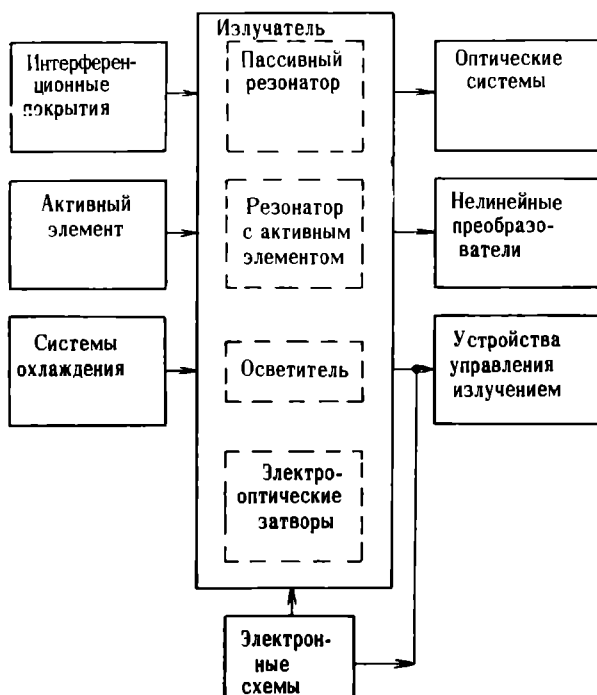 Излучатель
Интерферен-
ционные
покрытия
Пассивный
резонатор
Оптические
системы
Активный
элемент
Резонатор
с активным
элементом
Нелинейные
преобразо-
ватели
Системы
охлаждения
Осветитель
Устройства
управления
излучением
Электро-
оптические
затворы
Электрон-
ные
схемы